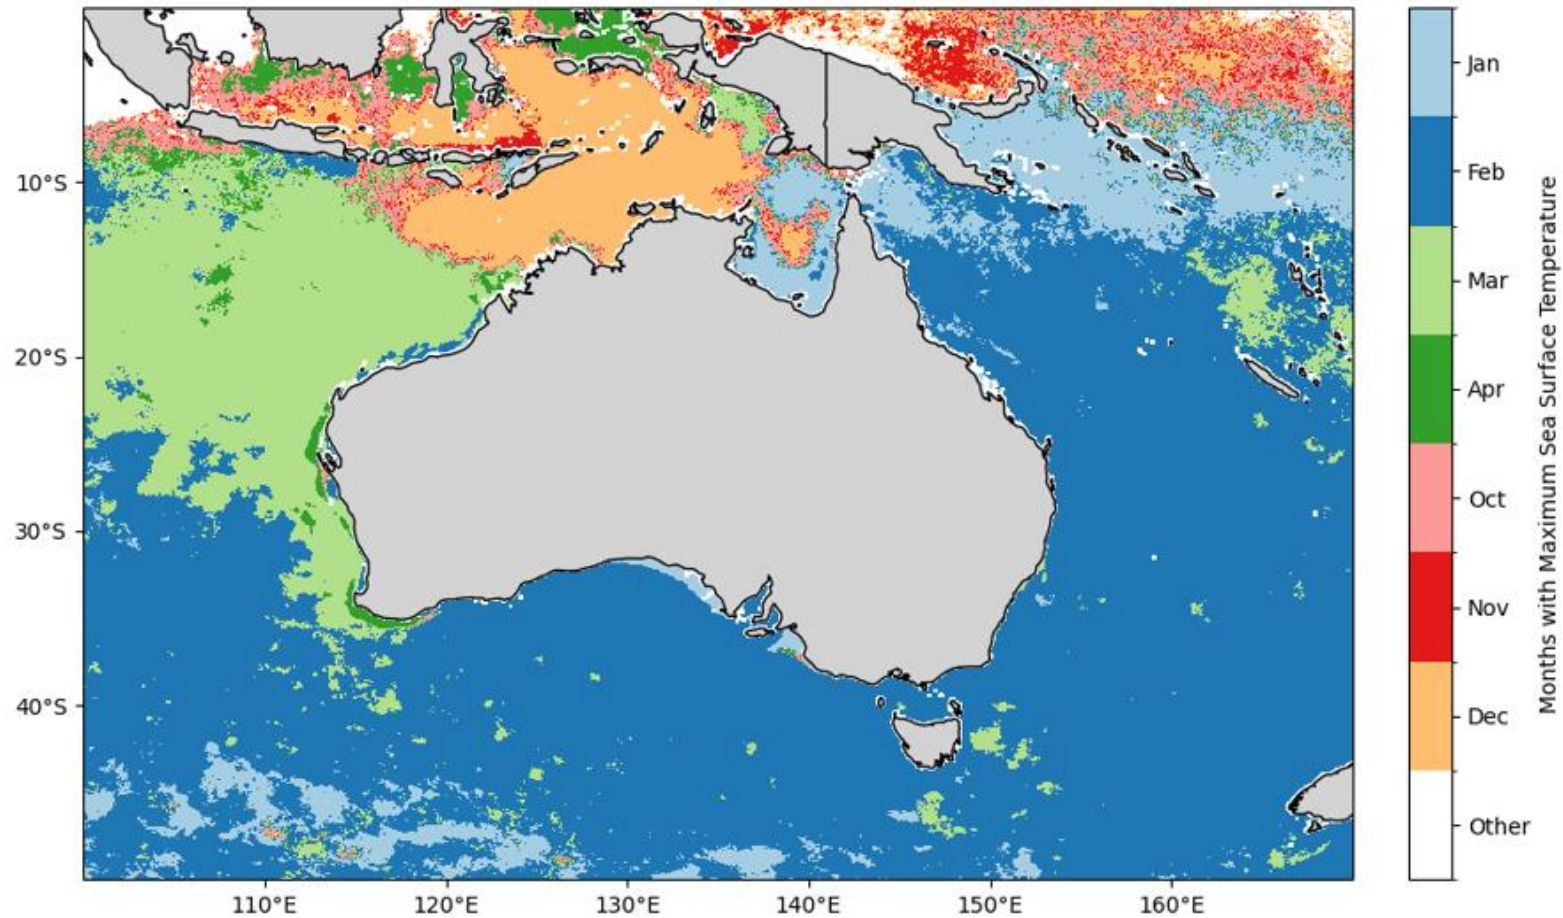 10°S
20°S
30°S
40°S
110°E
120°E
130°E
140°E
150°E
160°E
Jan
Feb
Mar
Apr
Oct
Nov
Dec
Other
Months with Maximum Sea Surface Temperature